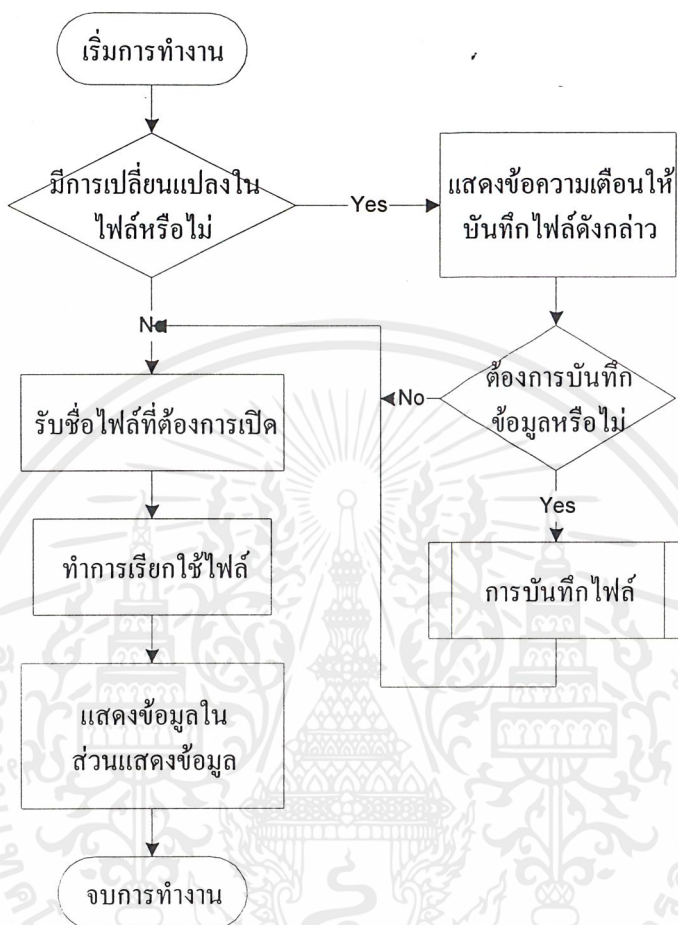 เริ่มการทำงาน
มีการเปลี่ยนแปลงใน
ไฟล์หรือไม่
Yes
แสดงข้อความเตือนให้
บันทึกไฟล์ดังกล่าว
No
ต้องการบันทึก
ข้อมูลหรือไม่
No
Yes
การบันทึกไฟล์
รับชื่อไฟล์ที่ต้องการเปิด
ทำการเรียกใช้ไฟล์
แสดงข้อมูลใน
ส่วนแสดงข้อมูล
จบการทำงาน